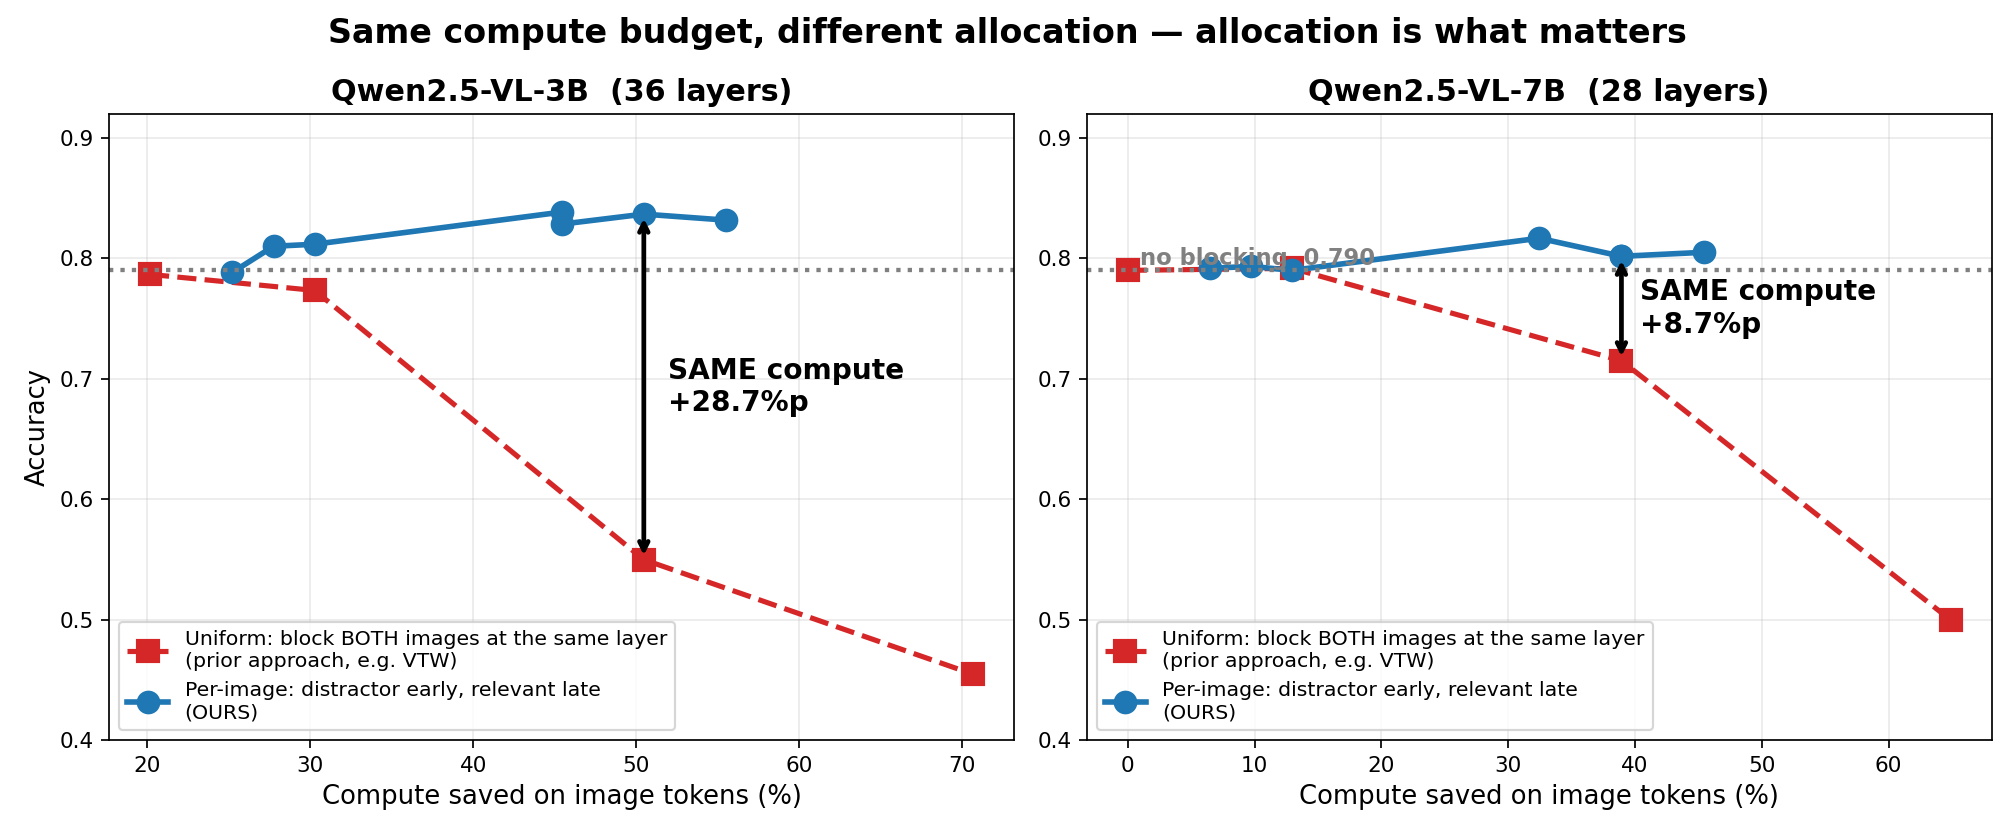 Same compute budget, different allocation — allocation is what matters
Qwen2.5-VL-3B (36 layers)
Accuracy
0.9
0.8
0.7
0.6
0.5
0.4
SAME compute
+28.7%p
Uniform: block BOTH images at the same layer
(prior approach, e.g. VTW)
Per-image: distractor early, relevant late
(OURS)
20 30 40 50 60 70
Compute saved on image tokens (%)
Qwen2.5-VL-7B (28 layers)
0.9
0.8
0.7
0.6
0.5
0.4
no blocking 0.790
SAME compute
+8.7%p
Uniform: block BOTH images at the same layer
(prior approach, e.g. VTW)
Per-image: distractor early, relevant late
(OURS)
0 10 20 30 40 50 60
Compute saved on image tokens (%)